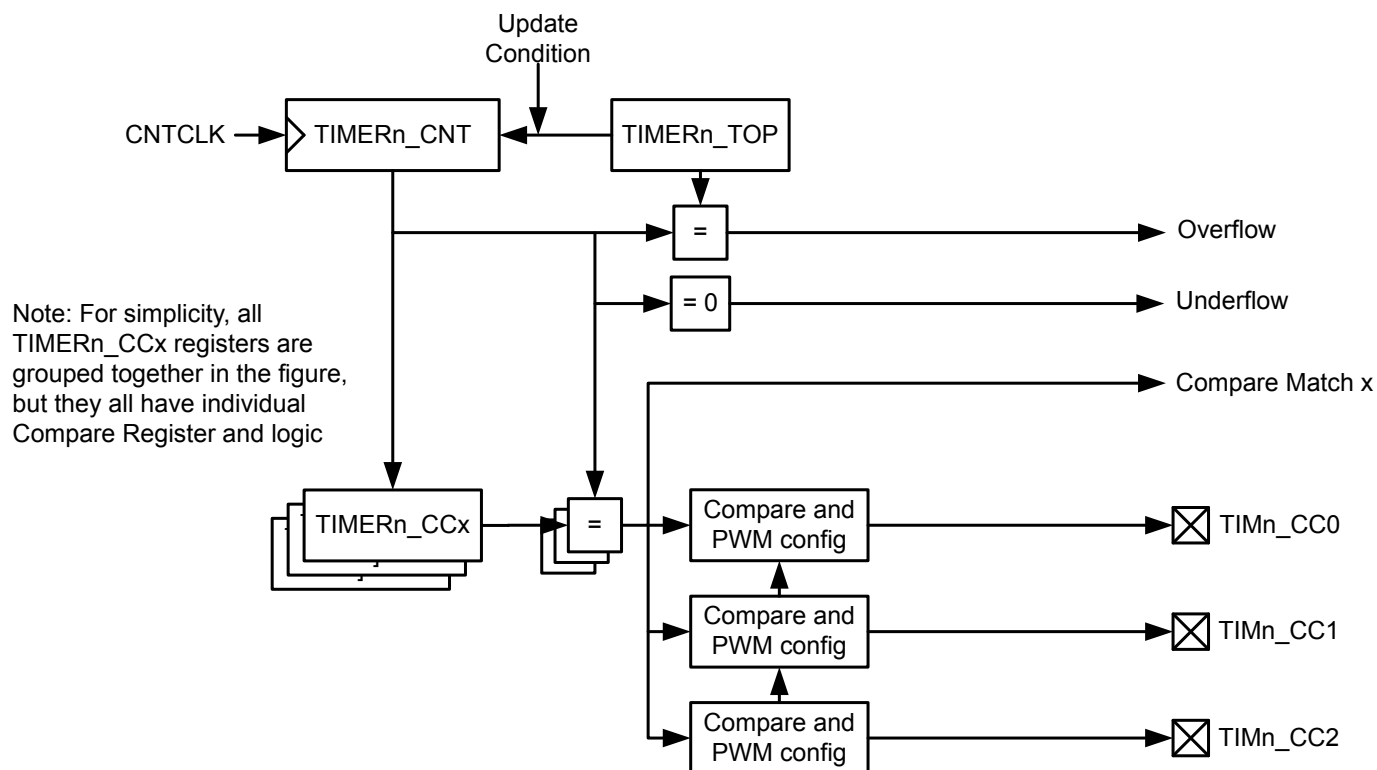 Update
Condition
CNTCLK
TIMERn_CNT
TIMERn_TOP
=
Overflow
= 0
Underflow
Note: For simplicity, all
TIMERn_CCx registers are
grouped together in the figure,
but they all have individual
Compare Register and logic
Compare Match x
TIMERn_CCx
=
Compare and
PWM config
TIMn_CC0
Compare and
PWM config
TIMn_CC1
Compare and
PWM config
TIMn_CC2